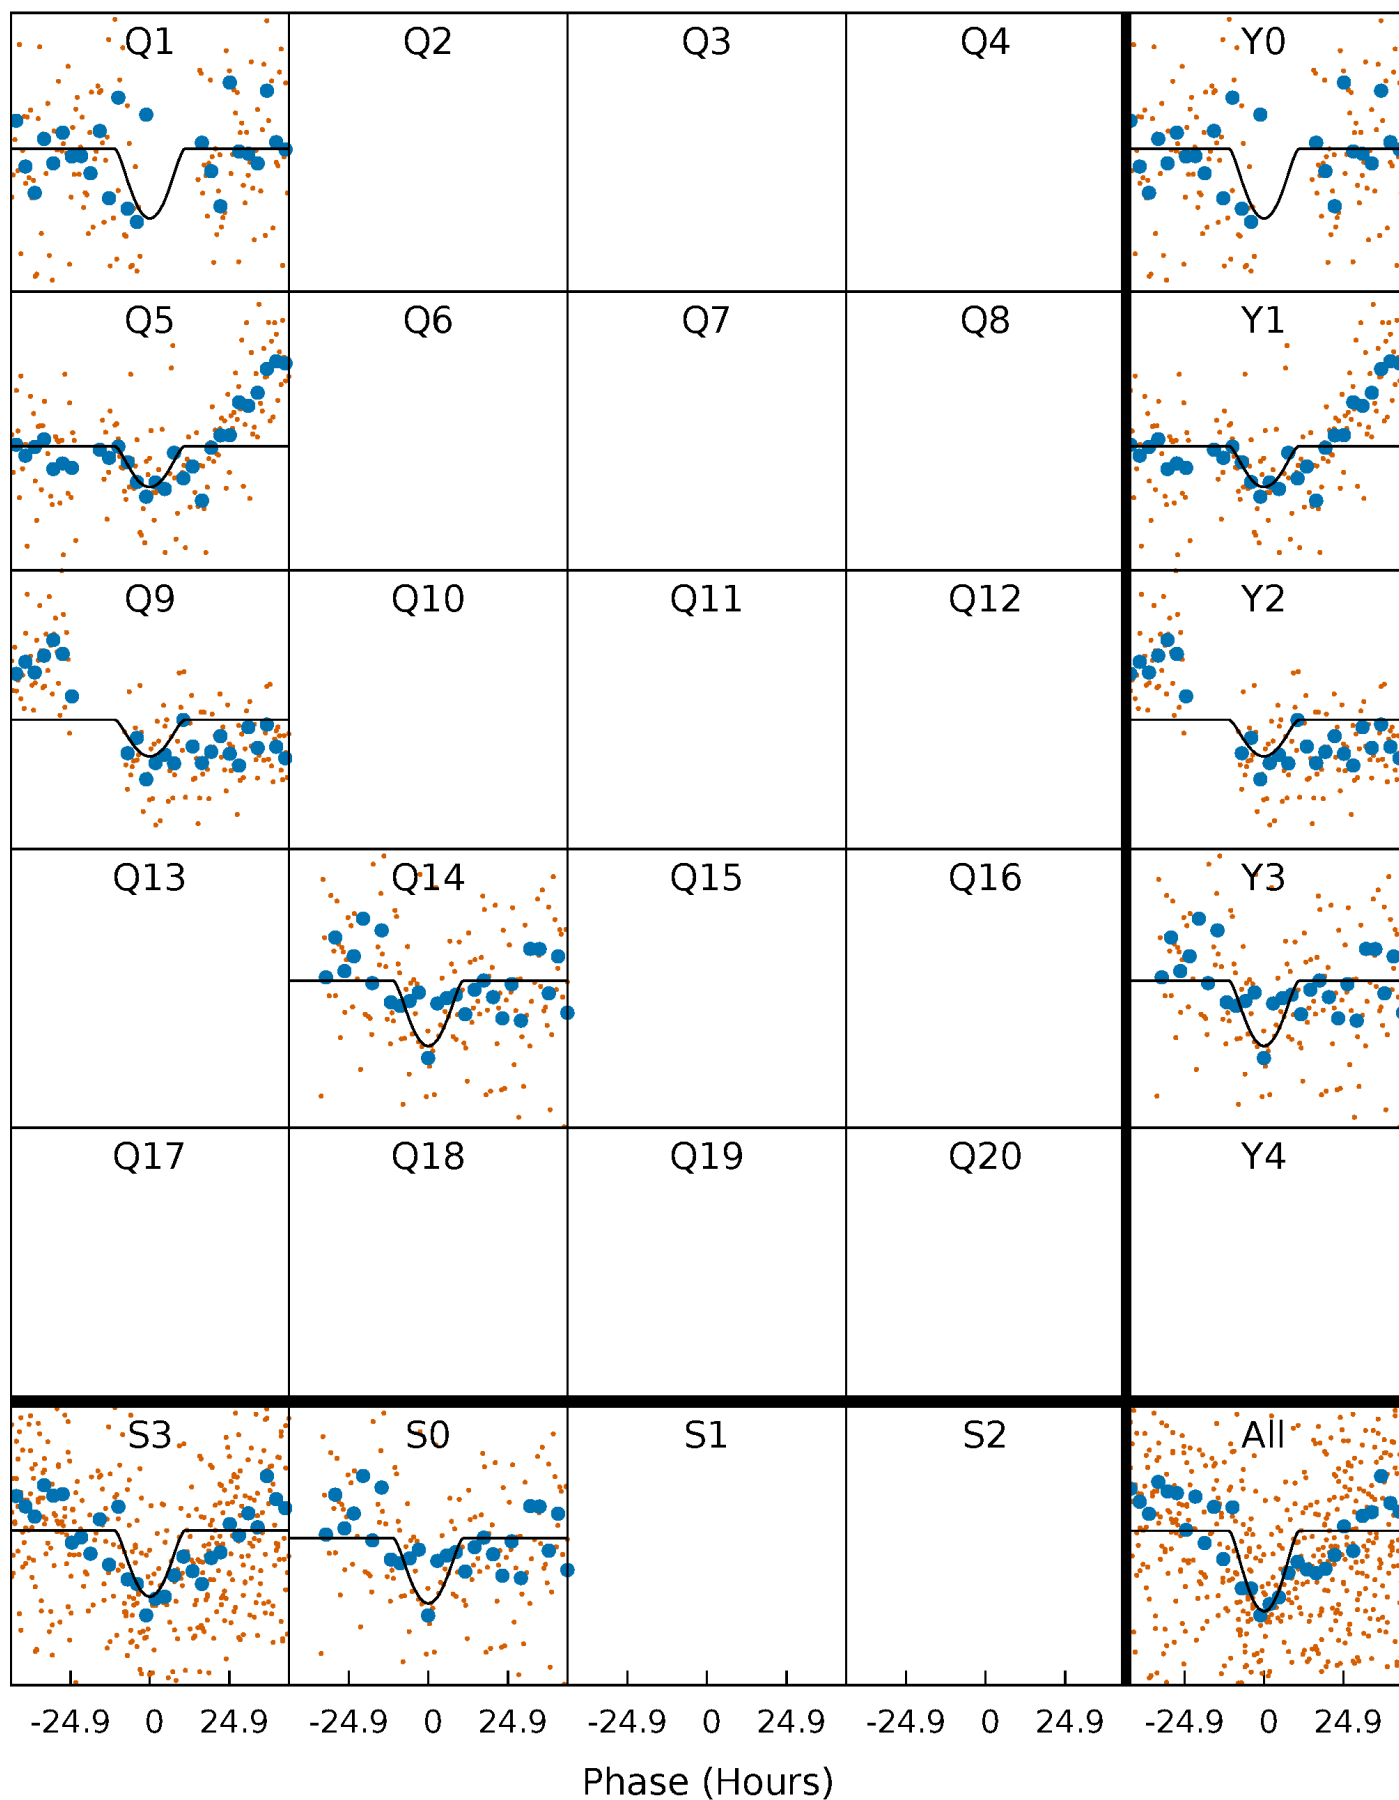 Q1 Q2 Q3 Q4 Y0
Q5 Q6 Q7 Q8 Y1
Q9 Q10 Q11 Q12 Y2
Q13 Q14 Q15 Q16 Y3
Q17 Q18 Q19 Q20 Y4
S3 S0 S1 S2 All
-24.9 0 24.9 -24.9 0 24.9 -24.9 0 24.9 -24.9 0 24.9 -24.9 0 24.9
Phase (Hours)